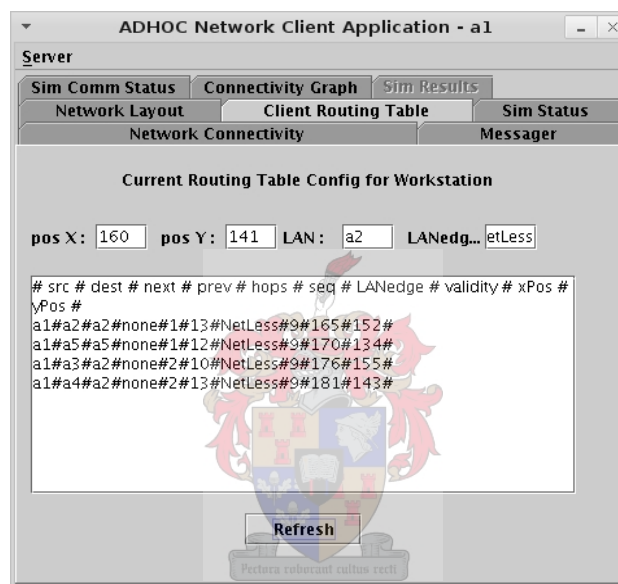 ADHOC Network Client Application - a1
Server
Sim Comm Status Connectivity Graph Sim Results
Network Layout Client Routing Table Sim Status
Network Connectivity Messager
Current Routing Table Config for Workstation
pos X: 160 pos Y: 141 LAN: a2 LANedg... etLess
# src # dest # next # prev # hops # seq # LANedge # validity # xPos #
yPos #
a1#a2#a2#none#1#13#NetLess#9#165#152#
a1#a5#a5#none#1#12#NetLess#9#170#134#
a1#a3#a2#none#2#10#NetLess#9#176#155#
a1#a4#a2#none#2#13#NetLess#9#181#143#
Refresh
Pectora roborant cultus recti